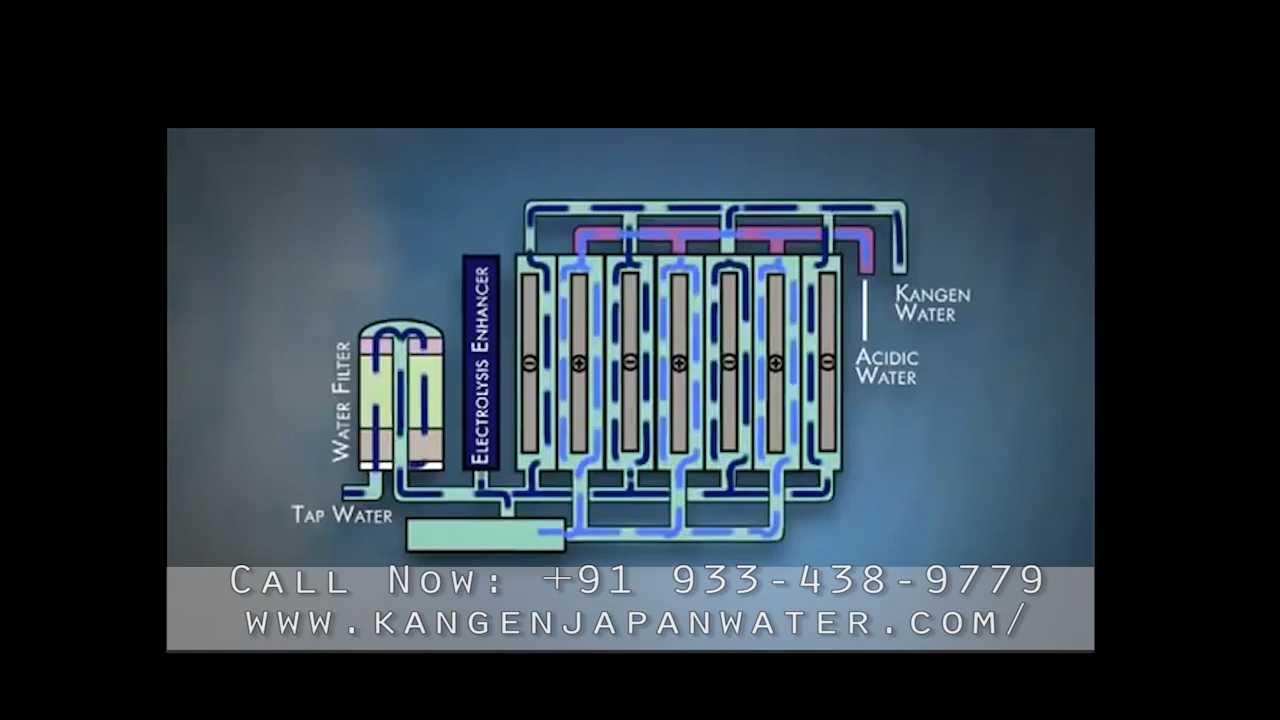 ELECTROLYSIS ENHANCER
KANGEN
WATER
ACIDIC
WATER
WATER FILTER
TAP WATER
CALL NOW: +91 933-438-9779
WWW.KANGENJAPANWATER.COM/